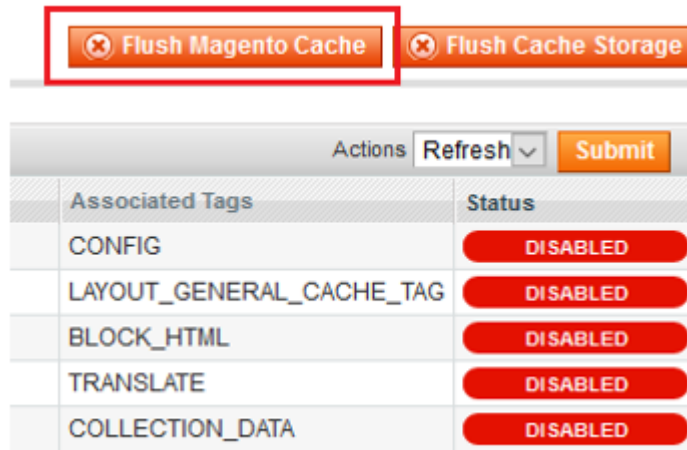 Flush Magento Cache Flush Cache Storage
Actions Refresh Submit
Associated Tags Status
CONFIG DISABLED
LAYOUT_GENERAL_CACHE_TAG DISABLED
BLOCK_HTML DISABLED
TRANSLATE DISABLED
COLLECTION_DATA DISABLED